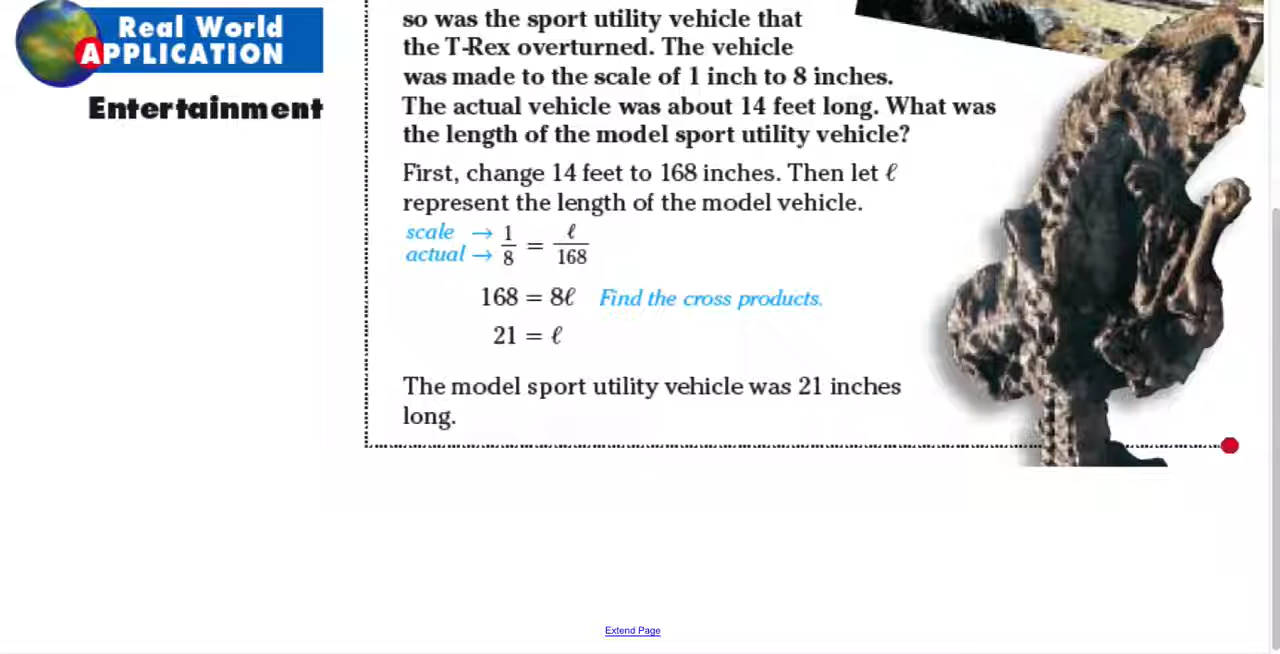 Real World
APPLICATION
Entertainment
so was the sport utility vehicle that
the T-Rex overturned. The vehicle
was made to the scale of 1 inch to 8 inches.
The actual vehicle was about 14 feet long. What was
the length of the model sport utility vehicle?
First, change 14 feet to 168 inches. Then let ℓ
represent the length of the model vehicle.
scale → 1/8 = ℓ/168
actual →
168 = 8ℓ Find the cross products.
21 = ℓ
The model sport utility vehicle was 21 inches
long.
Extend Page